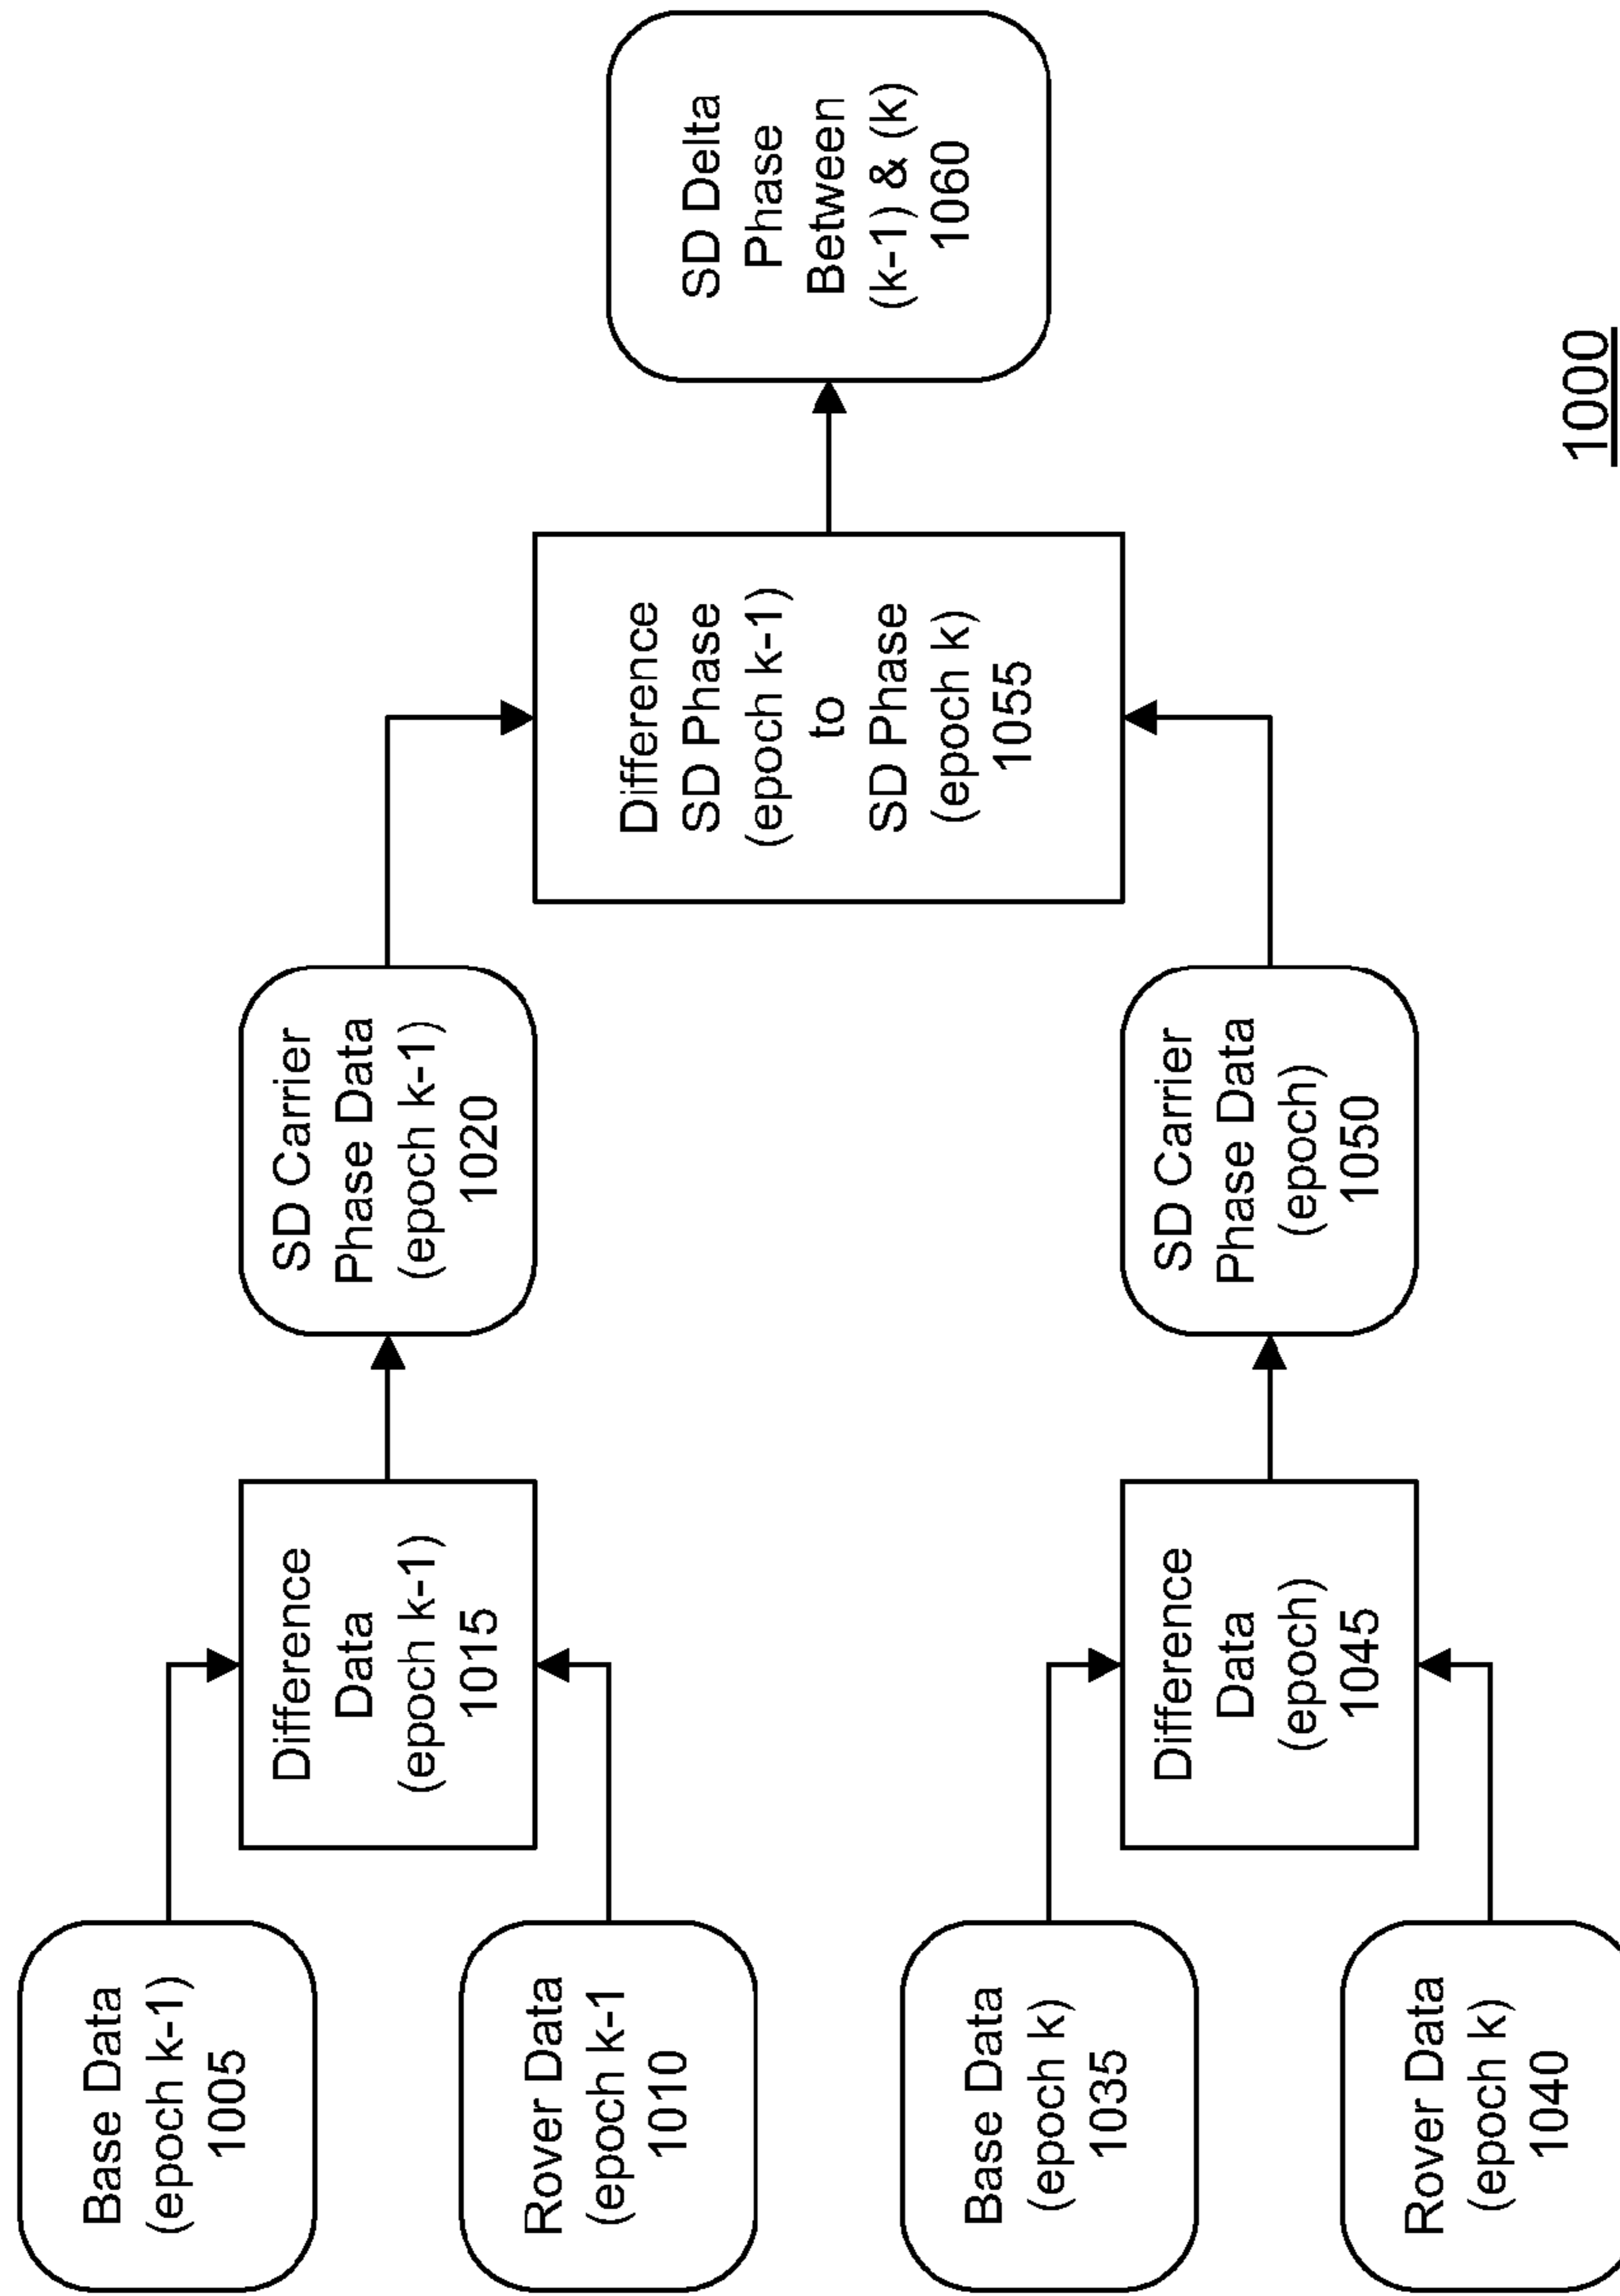 Base Data
(epoch k-1)
1005
Rover Data
(epoch k-1
1010
Difference
Data
(epoch k-1)
1015
SD Carrier
Phase Data
(epoch k-1)
1020
Base Data
(epoch k)
1035
Rover Data
(epoch k)
1040
Difference
Data
(epoch)
1045
SD Carrier
Phase Data
(epoch)
1050
Difference
SD Phase
(epoch k-1)
to
SD Phase
(epoch k)
1055
SD Delta
Phase
Between
(k-1) & (k)
1060
1000